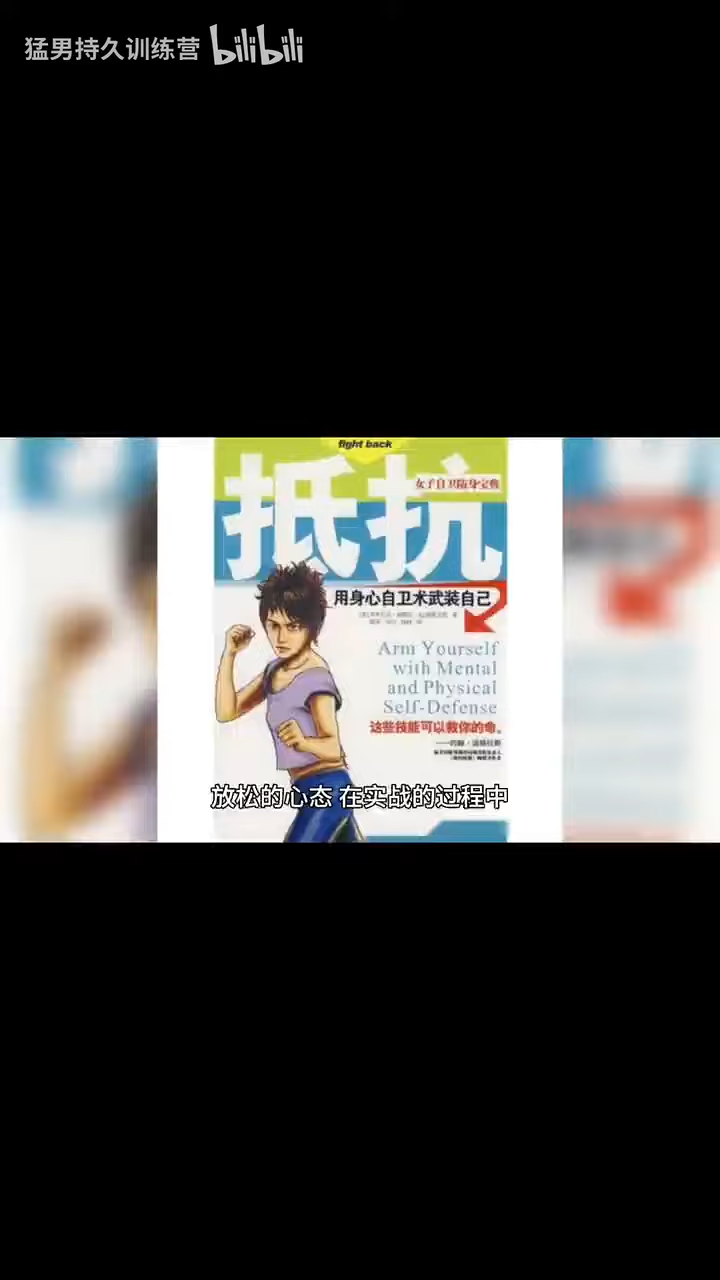 猛男持久训练营 bilibili
fight back
抵抗
女子自卫防身宝典
用身心自卫术武装自己
Arm Yourself
with Mental
and Physical
Self-Defense
这些技能可以救你的命。
放松的心态 在实战的过程中